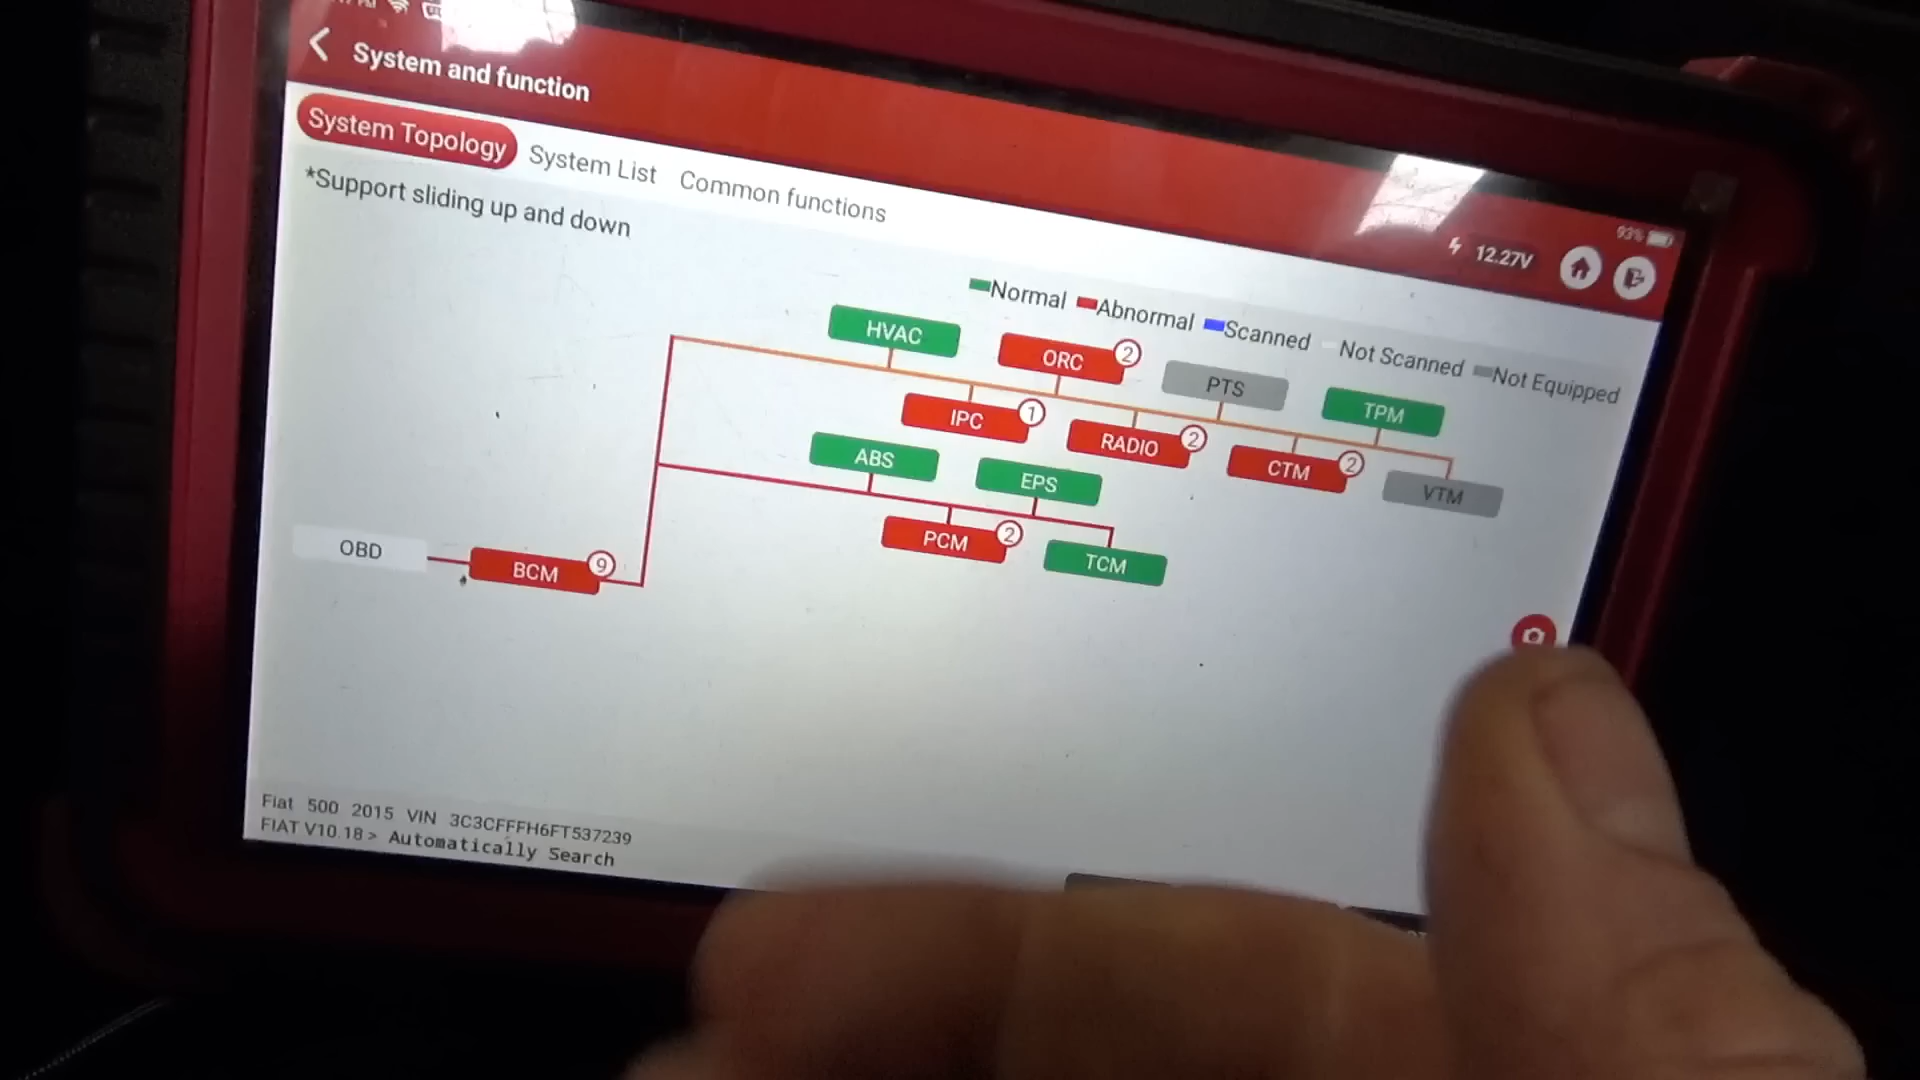 System and function
93%
12.27V
System Topology System List Common functions
*Support sliding up and down
Normal Abnormal Scanned Not Scanned Not Equipped
HVAC
ORC 2
PTS
TPM
IPC 1
RADIO 2
CTM 2
VTM
ABS
EPS
PCM 2
TCM
OBD
BCM 9
Fiat 500 2015 VIN 3C3CFFFH6FT537239
FIAT V10.18 > Automatically Search